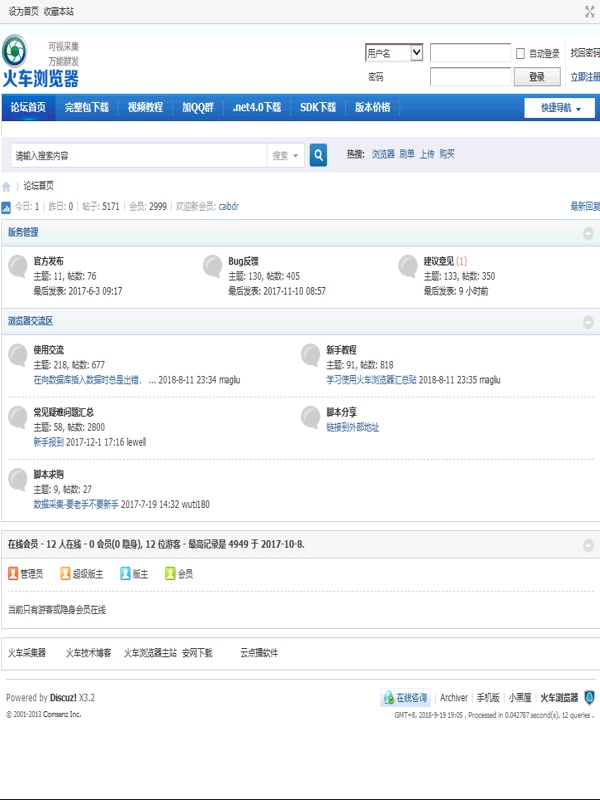 设为首页 收藏本站
可视采集
万能群发
火车浏览器
用户名
自动登录 找回密码
密码 登录 立即注册
论坛首页 完整包下载 视频教程 加QQ群 .net4.0下载 SDK下载 版本价格 快捷导航
请输入搜索内容 搜索 热搜: 浏览器 刷单 上传 购买
论坛首页
今日: 1 | 昨日: 0 | 帖子: 5171 | 会员: 2999 | 欢迎新会员: caibdr 最新回复
服务管理
官方发布 Bug反馈 建议意见 (1)
主题: 11, 帖数: 76 主题: 130, 帖数: 405 主题: 133, 帖数: 350
最后发表: 2017-6-3 09:17 最后发表: 2017-11-10 08:57 最后发表: 9 小时前
浏览器交流区
使用交流 新手教程
主题: 218, 帖数: 677 主题: 91, 帖数: 818
在向数据库插入数据时总是出错, ... 2018-8-11 23:34 magliu 学习使用火车浏览器汇总贴 2018-8-11 23:35 magliu
常见疑难问题汇总 脚本分享
主题: 58, 帖数: 2800 链接到外部地址
新手报到 2017-12-1 17:16 lewell
脚本求购
主题: 9, 帖数: 27
数据采集-要老手不要新手 2017-7-19 14:32 wuti180
在线会员 - 12 人在线 - 0 会员(0 隐身), 12 位游客 - 最高记录是 4949 于 2017-10-8.
管理员 超级版主 版主 会员
当前只有游客或隐身会员在线
火车采集器 火车技术博客 火车浏览器主站 安网下载 云点播软件
Powered by Discuz! X3.2 在线咨询 | Archiver | 手机版 | 小黑屋 | 火车浏览器
© 2001-2013 Comsenz Inc. GMT+8, 2018-9-19 19:05 , Processed in 0.042787 second(s), 12 queries .